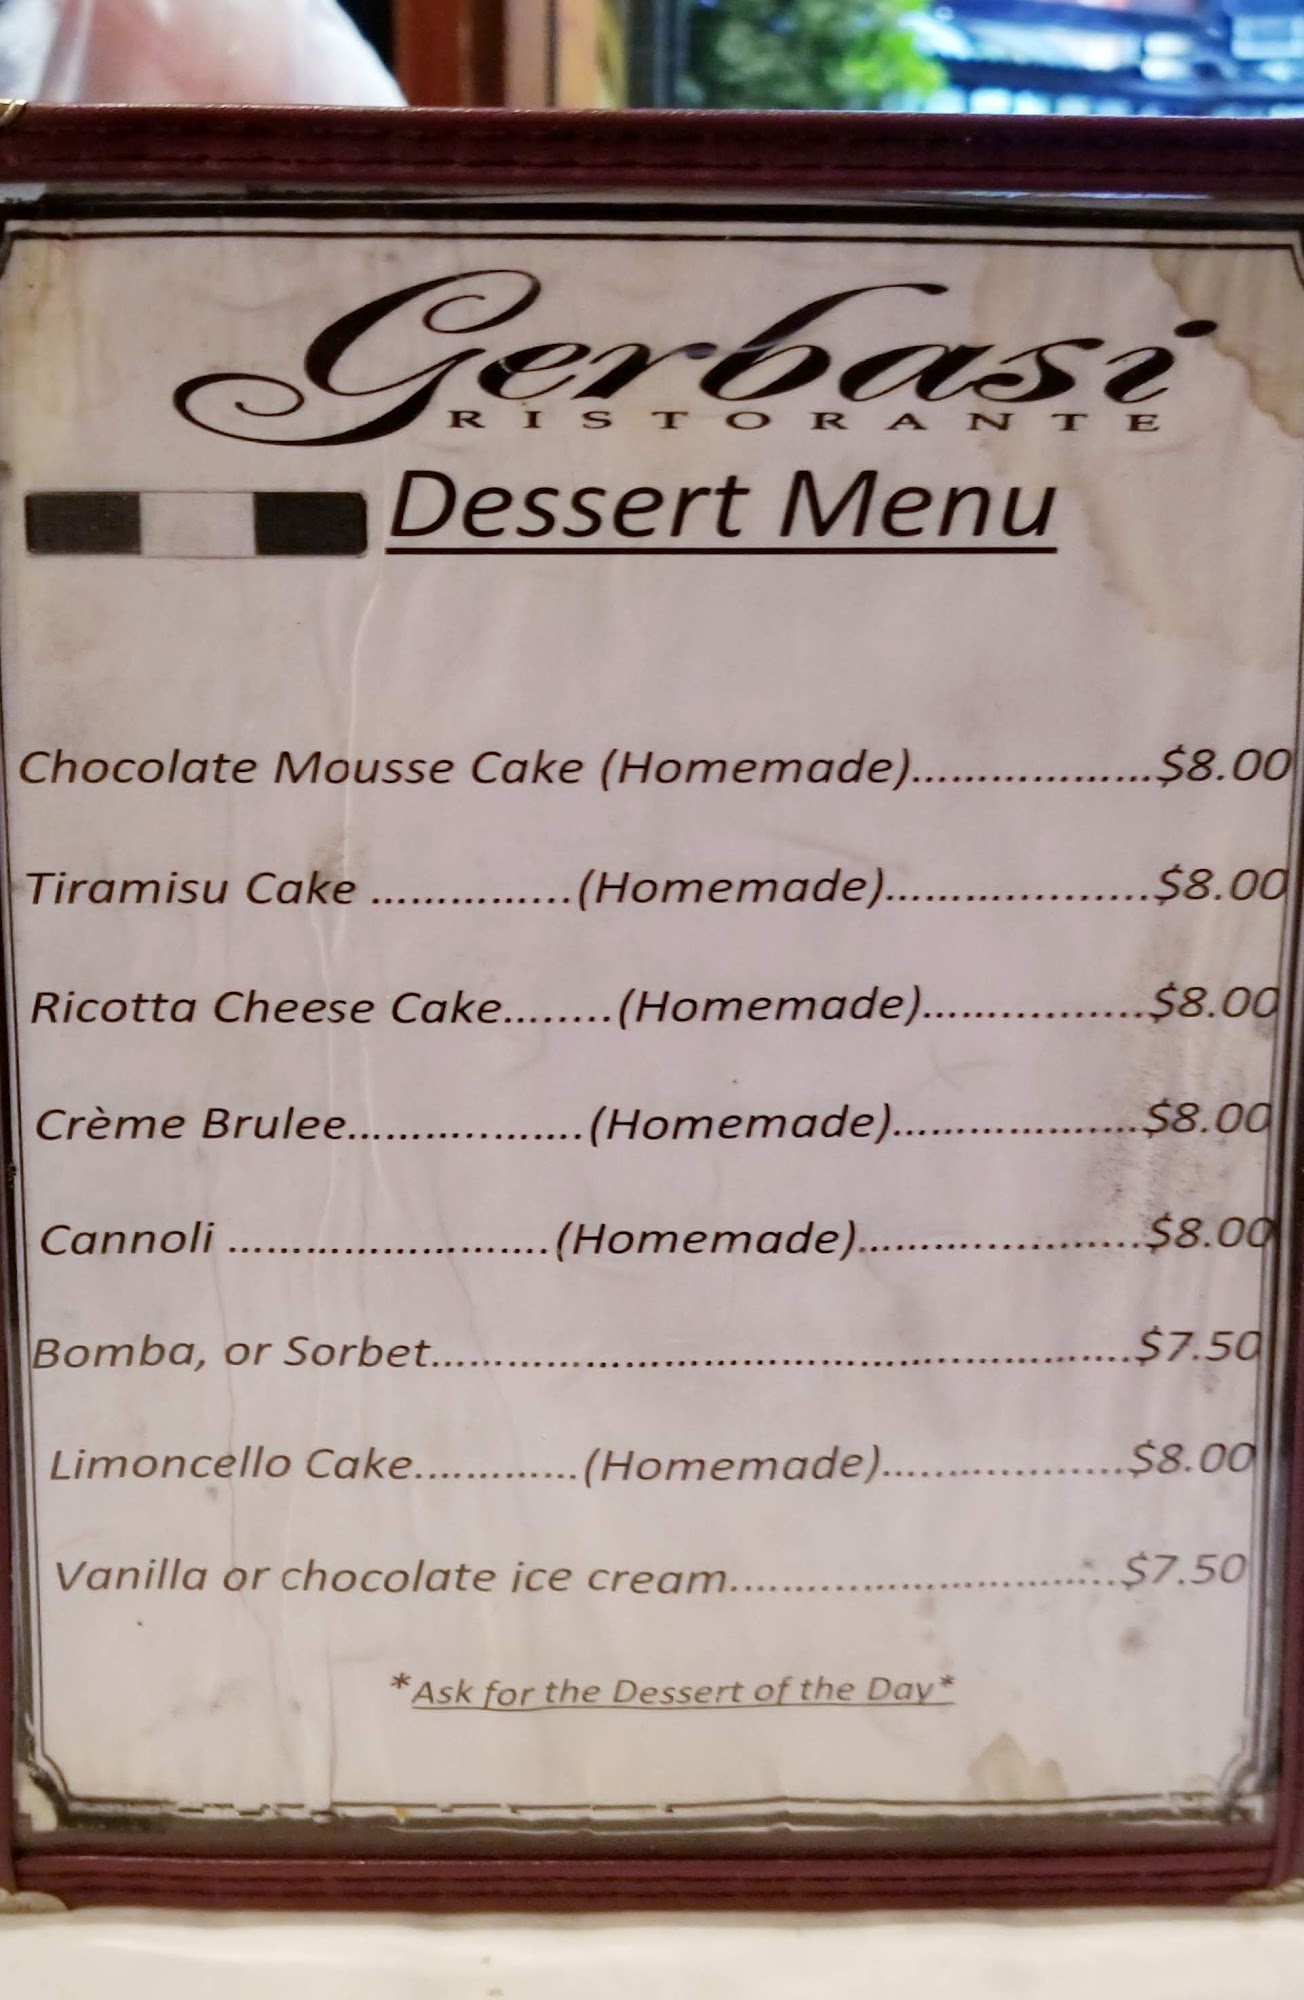 Gerbasi
RISTORANTE
Dessert Menu
Chocolate Mousse Cake (Homemade)...................$8.00
Tiramisu Cake ...............(Homemade)....................$8.00
Ricotta Cheese Cake........(Homemade).................$8.00
Crème Brulee..................(Homemade)...................$8.00
Cannoli .........................(Homemade)......................$8.00
Bomba, or Sorbet......................................................$7.50
Limoncello Cake.............(Homemade)...................$8.00
Vanilla or chocolate ice cream..............................$7.50
*Ask for the Dessert of the Day*